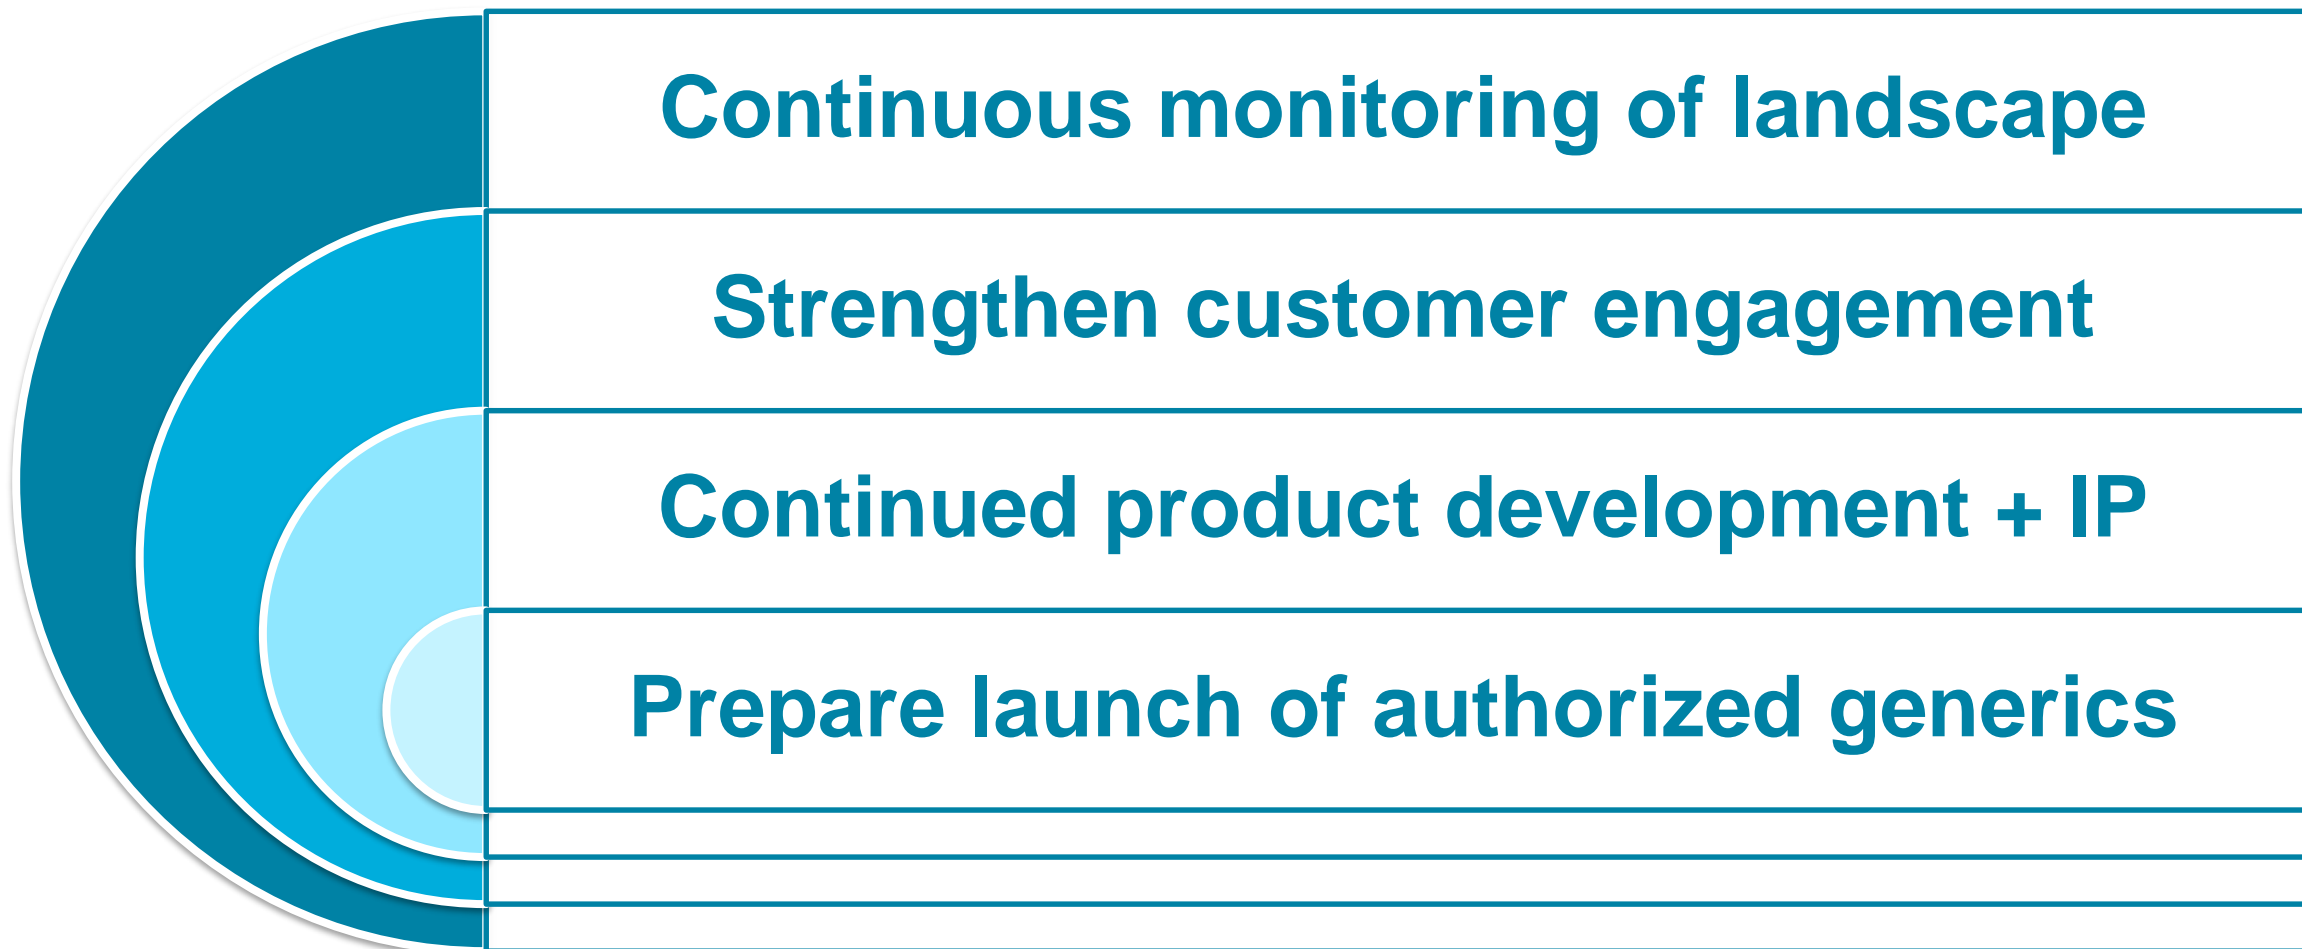 Continuous monitoring of landscape
Strengthen customer engagement
Continued product development + IP
Prepare launch of authorized generics